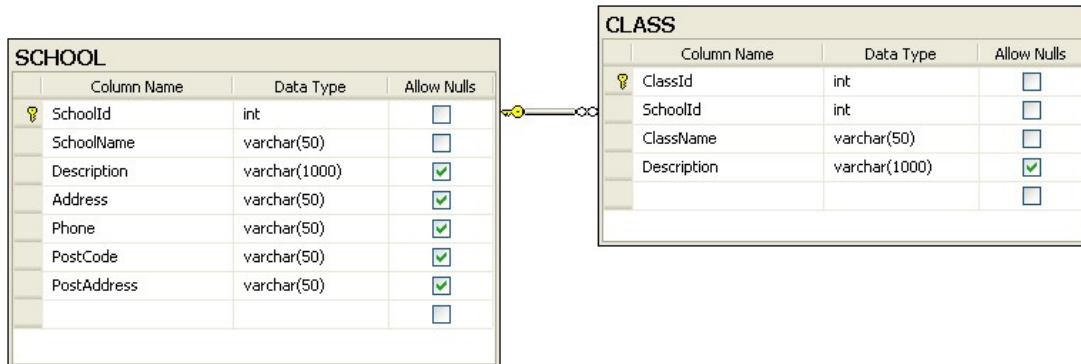 SCHOOL
Column Name Data Type Allow Nulls
SchoolId int
SchoolName varchar(50)
Description varchar(1000)
Address varchar(50)
Phone varchar(50)
PostCode varchar(50)
PostAddress varchar(50)
CLASS
Column Name Data Type Allow Nulls
ClassId int
SchoolId int
ClassName varchar(50)
Description varchar(1000)